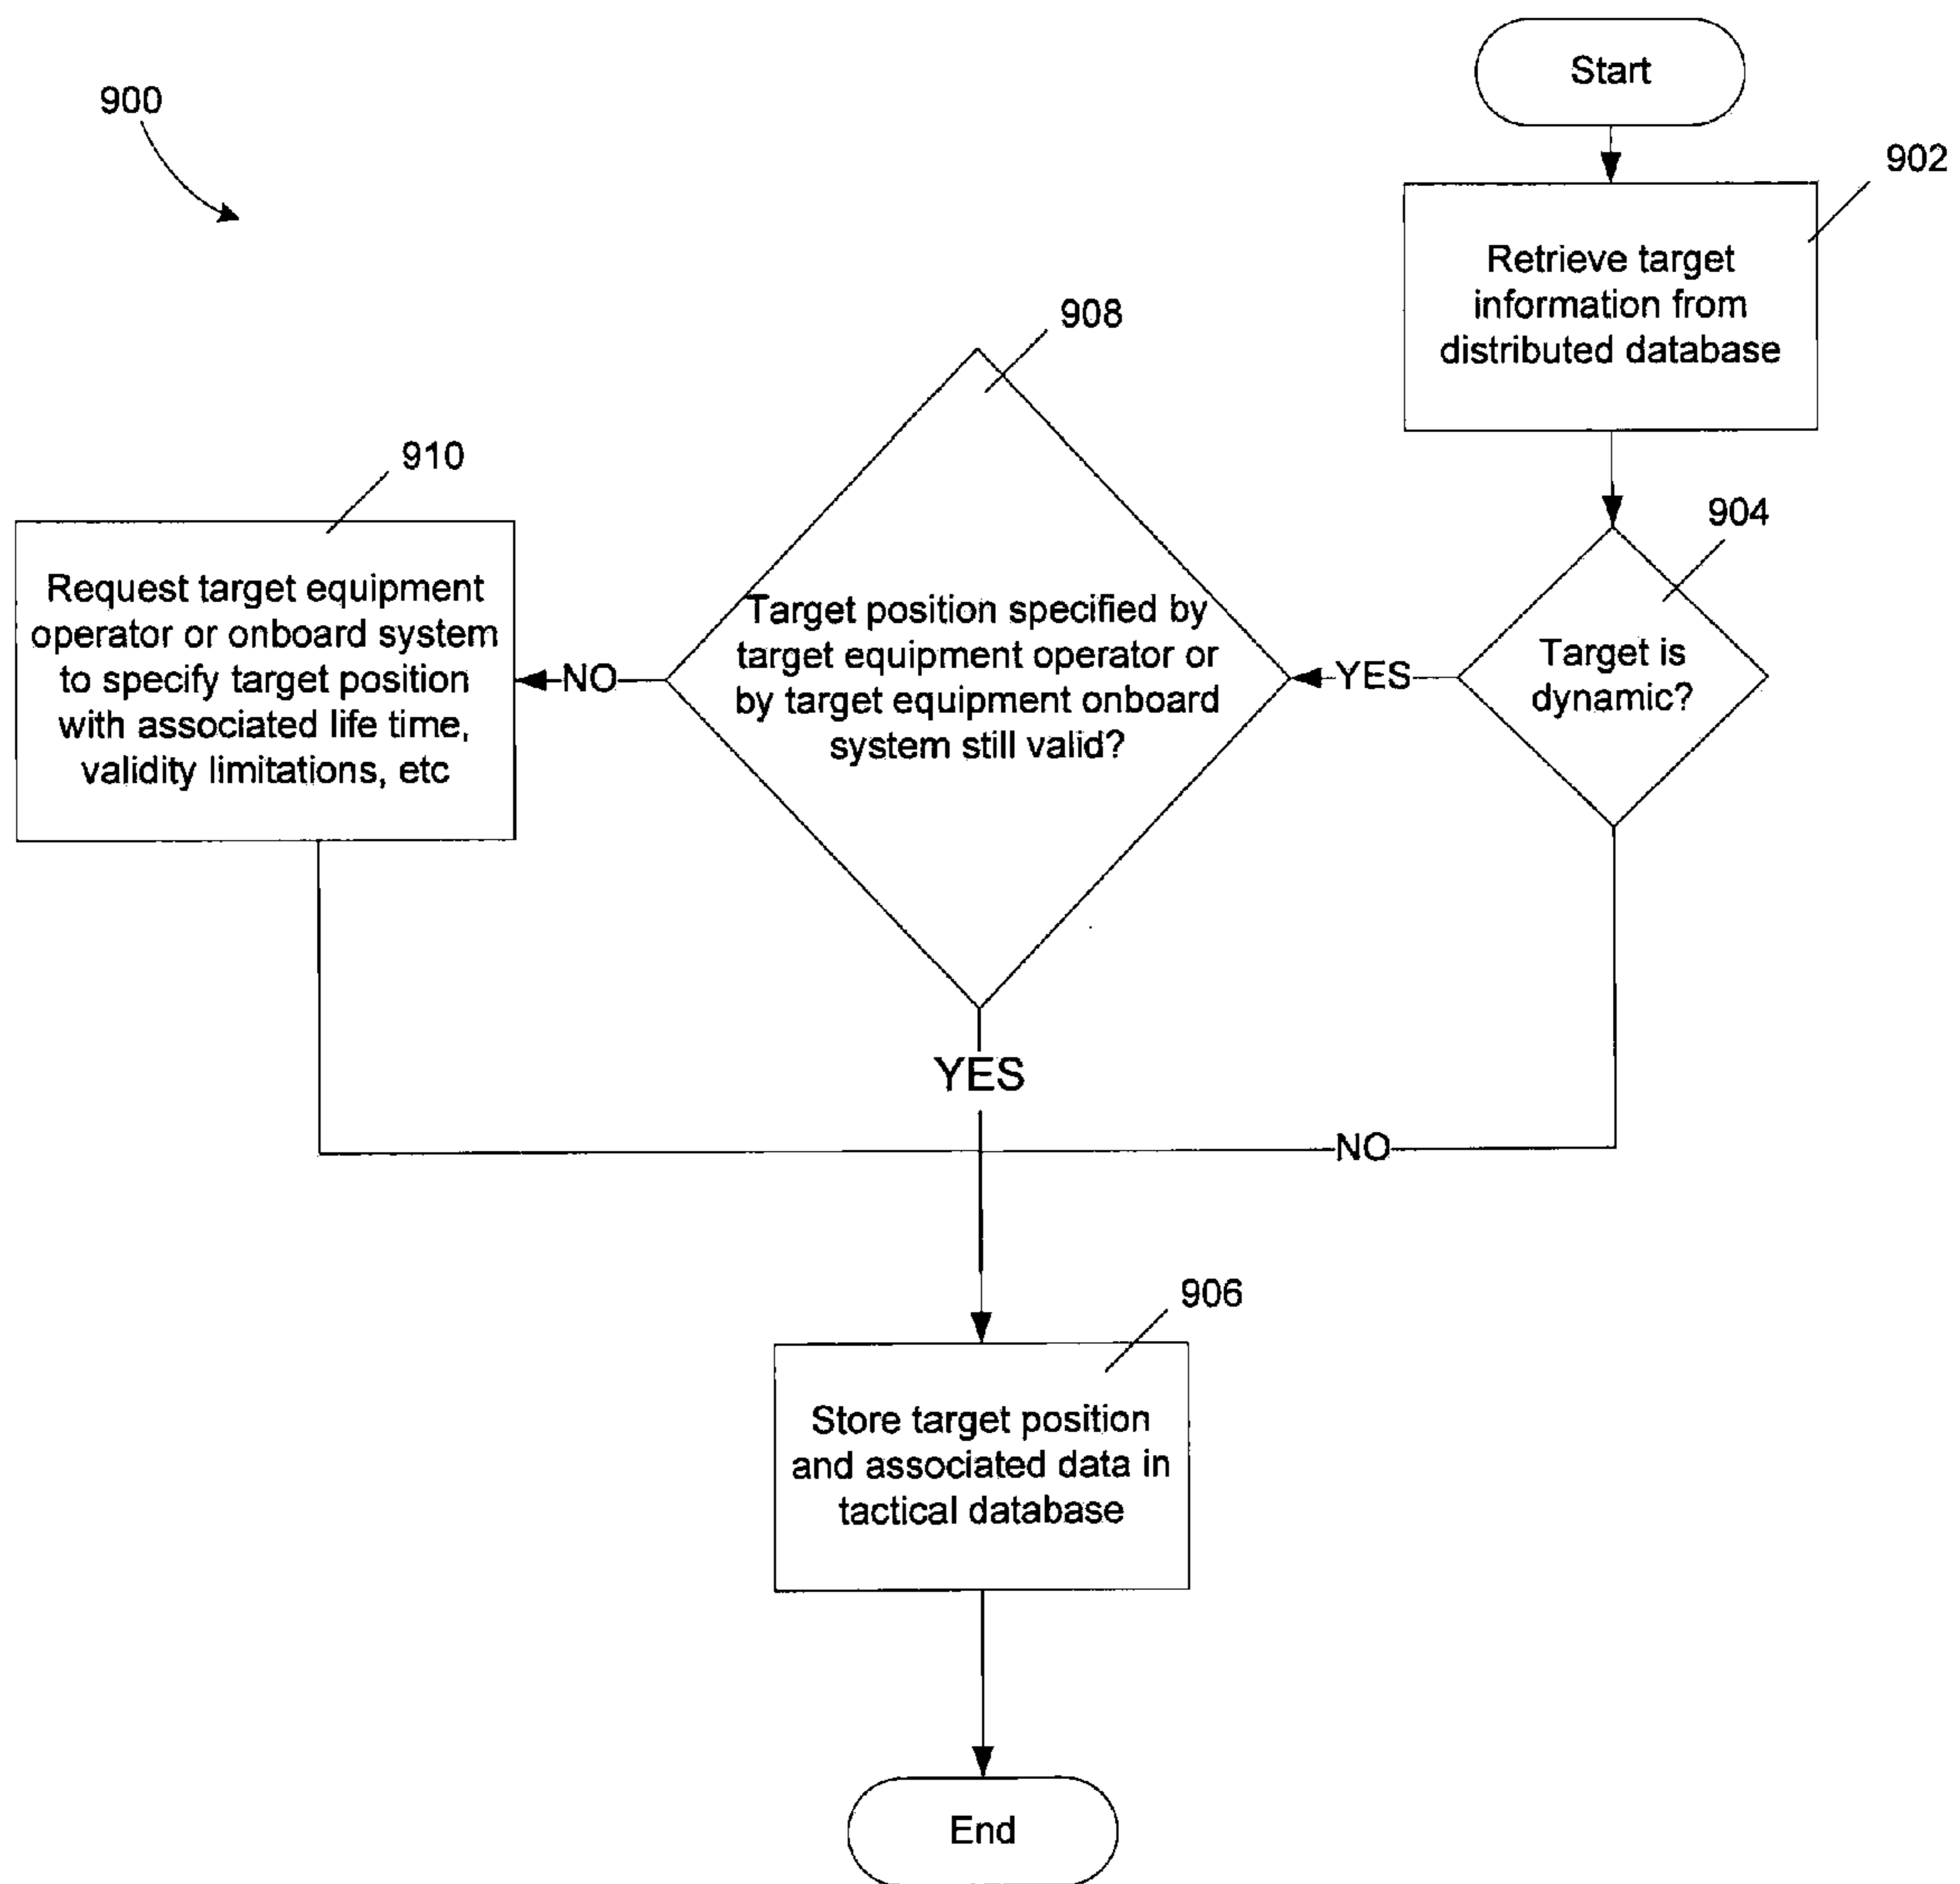 900
Start
902
Retrieve target
information from
distributed database
904
Target is
dynamic?
YES
NO
908
Target position specified by
target equipment operator or
by target equipment onboard
system still valid?
NO
YES
910
Request target equipment
operator or onboard system
to specify target position
with associated life time,
validity limitations, etc
906
Store target position
and associated data in
tactical database
End